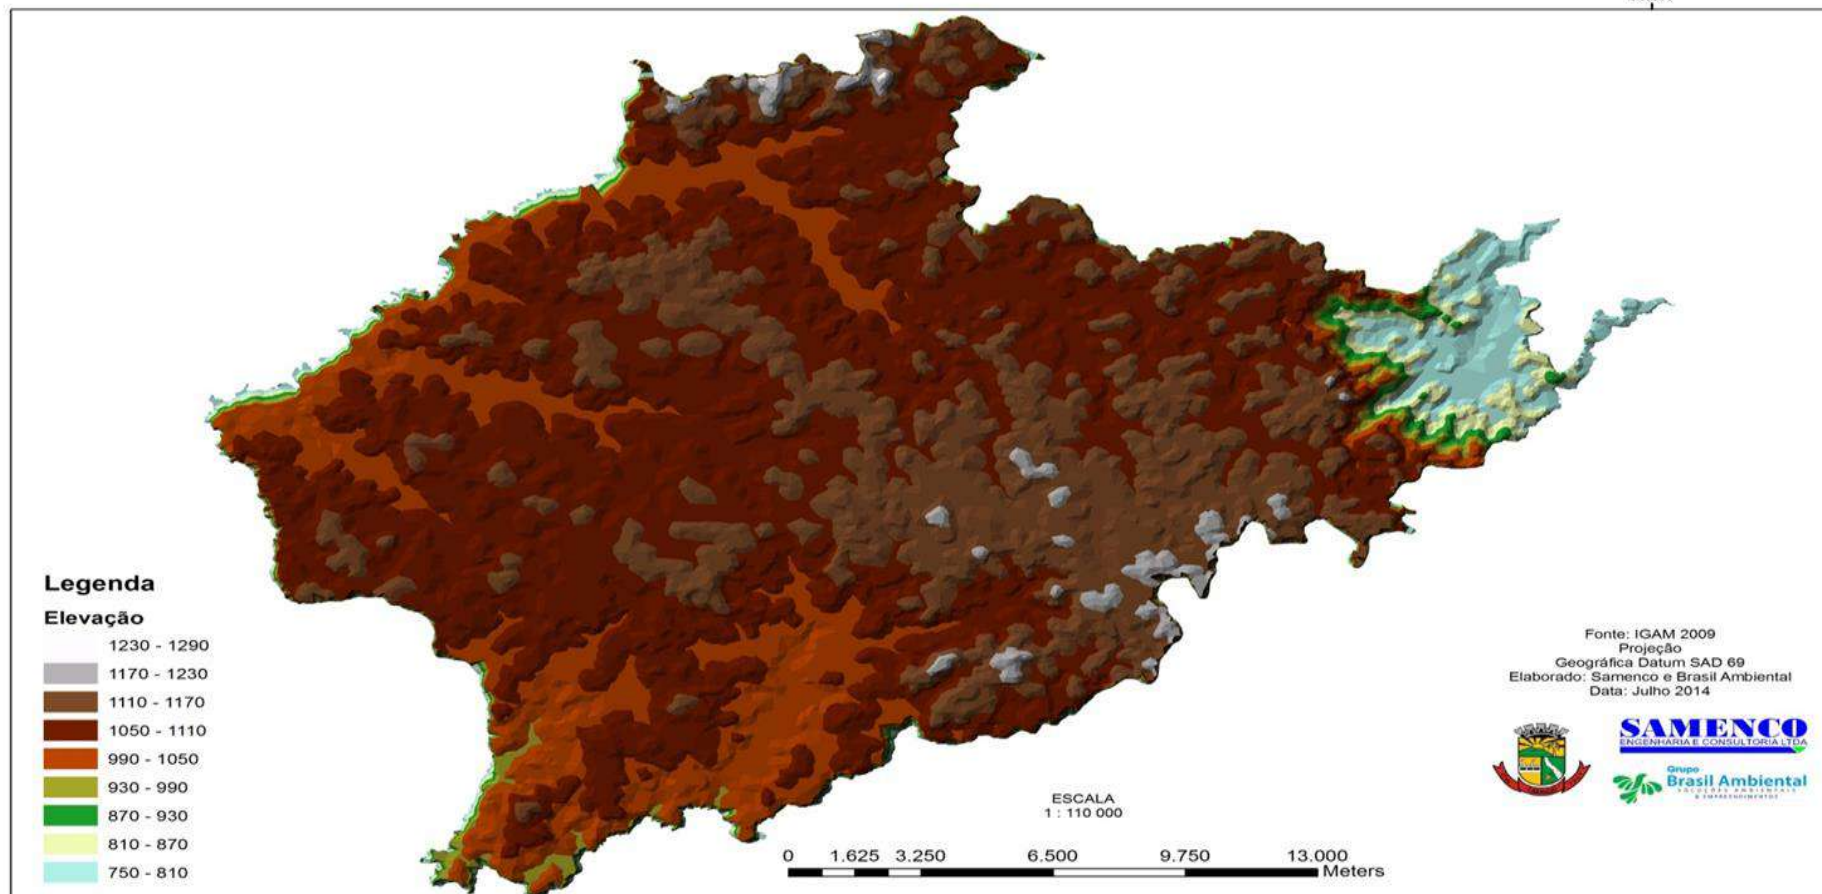 Legenda
Elevação
1230 - 1290
1170 - 1230
1110 - 1170
1050 - 1110
990 - 1050
930 - 990
870 - 930
810 - 870
750 - 810
Fonte: IGAM 2009
Projeção
Geográfica Datum SAD 69
Elaborado: Samenco e Brasil Ambiental
Data: Julho 2014
SAMENCO
ENGENHARIA E CONSULTORIA LTDA
Grupo
Brasil Ambiental
SOLUÇÕES AMBIENTAIS
& EMPREENDIMENTOS
ESCALA
1 : 110 000
0 1.625 3.250 6.500 9.750 13.000
Meters